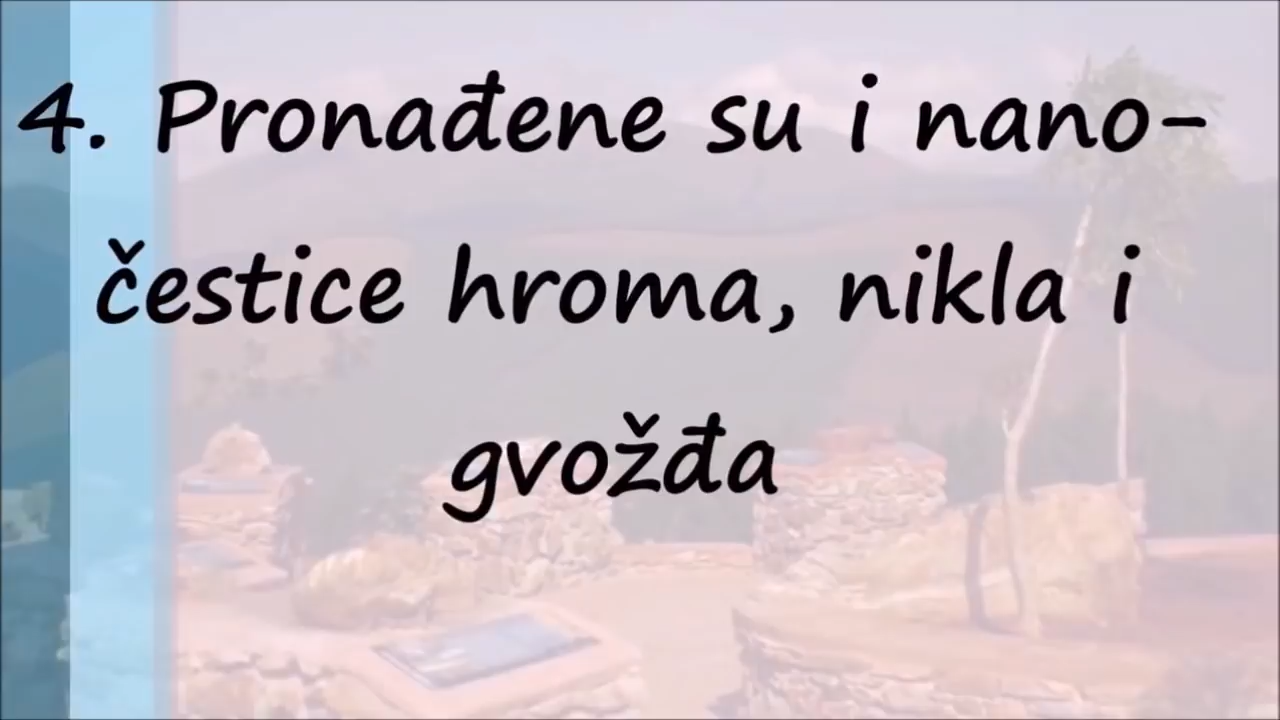 4. Pronađene su i nano-
čestice hroma, nikla i
gvožđa